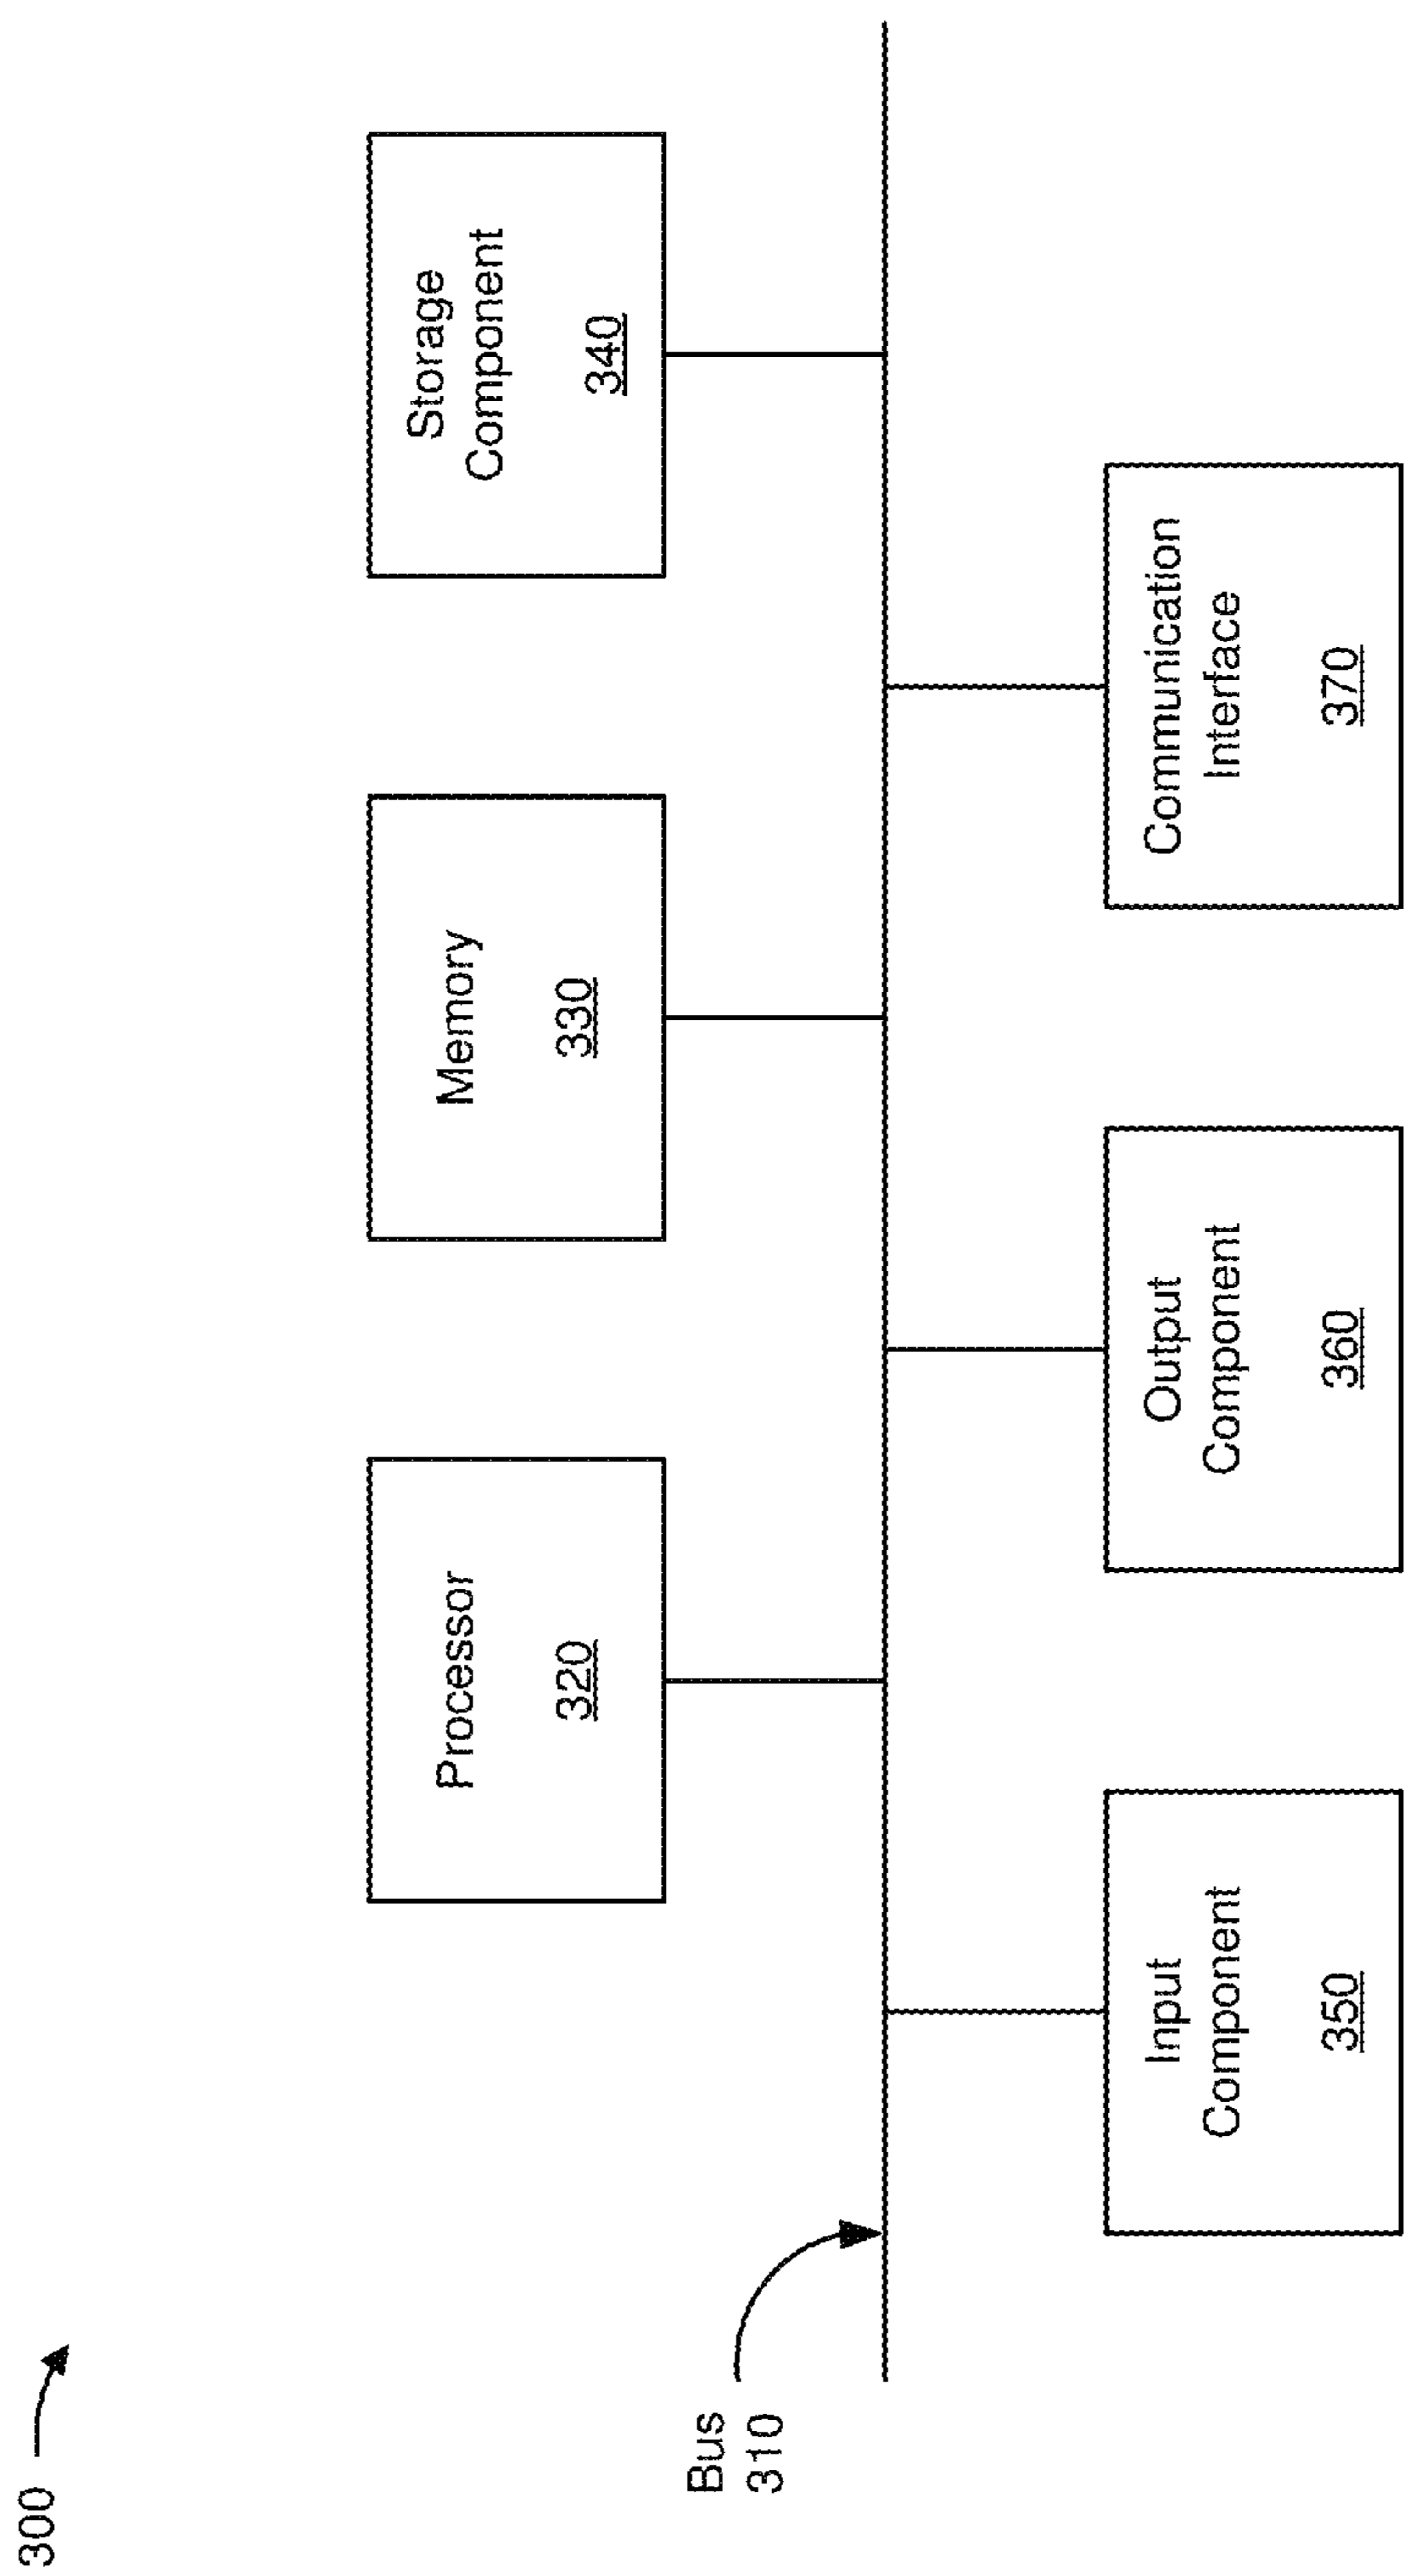 300
Processor
320
Memory
330
Storage
Component
340
Bus
310
Input
Component
350
Output
Component
360
Communication
Interface
370